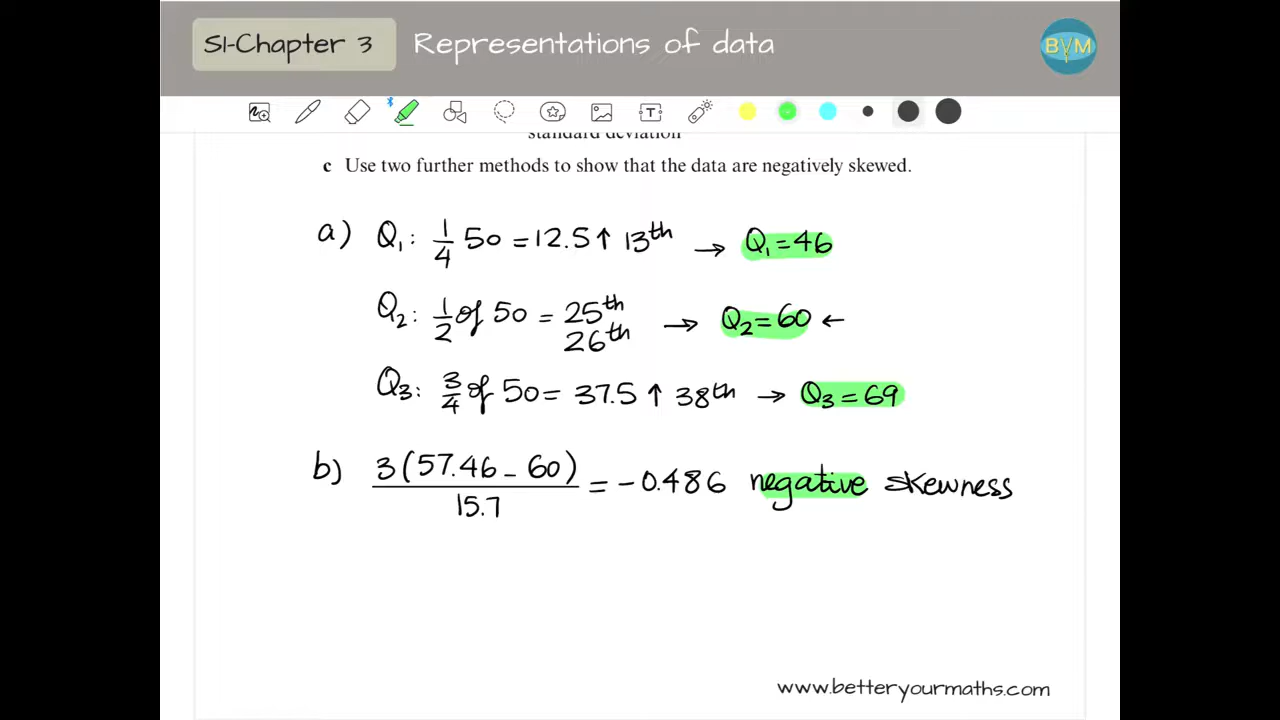 S1-Chapter 3 Representations of data
BYM
T
standard deviation
c Use two further methods to show that the data are negatively skewed.
a) Q₁: 1/4 50 = 12.5 ↑ 13th → Q₁ = 46
Q₂: 1/2 of 50 = 25th 26th → Q₂ = 60 ←
Q₃: 3/4 of 50 = 37.5 ↑ 38th → Q₃ = 69
b) 3(57.46 - 60) / 15.7 = -0.486 negative skewness
www.betteryourmaths.com